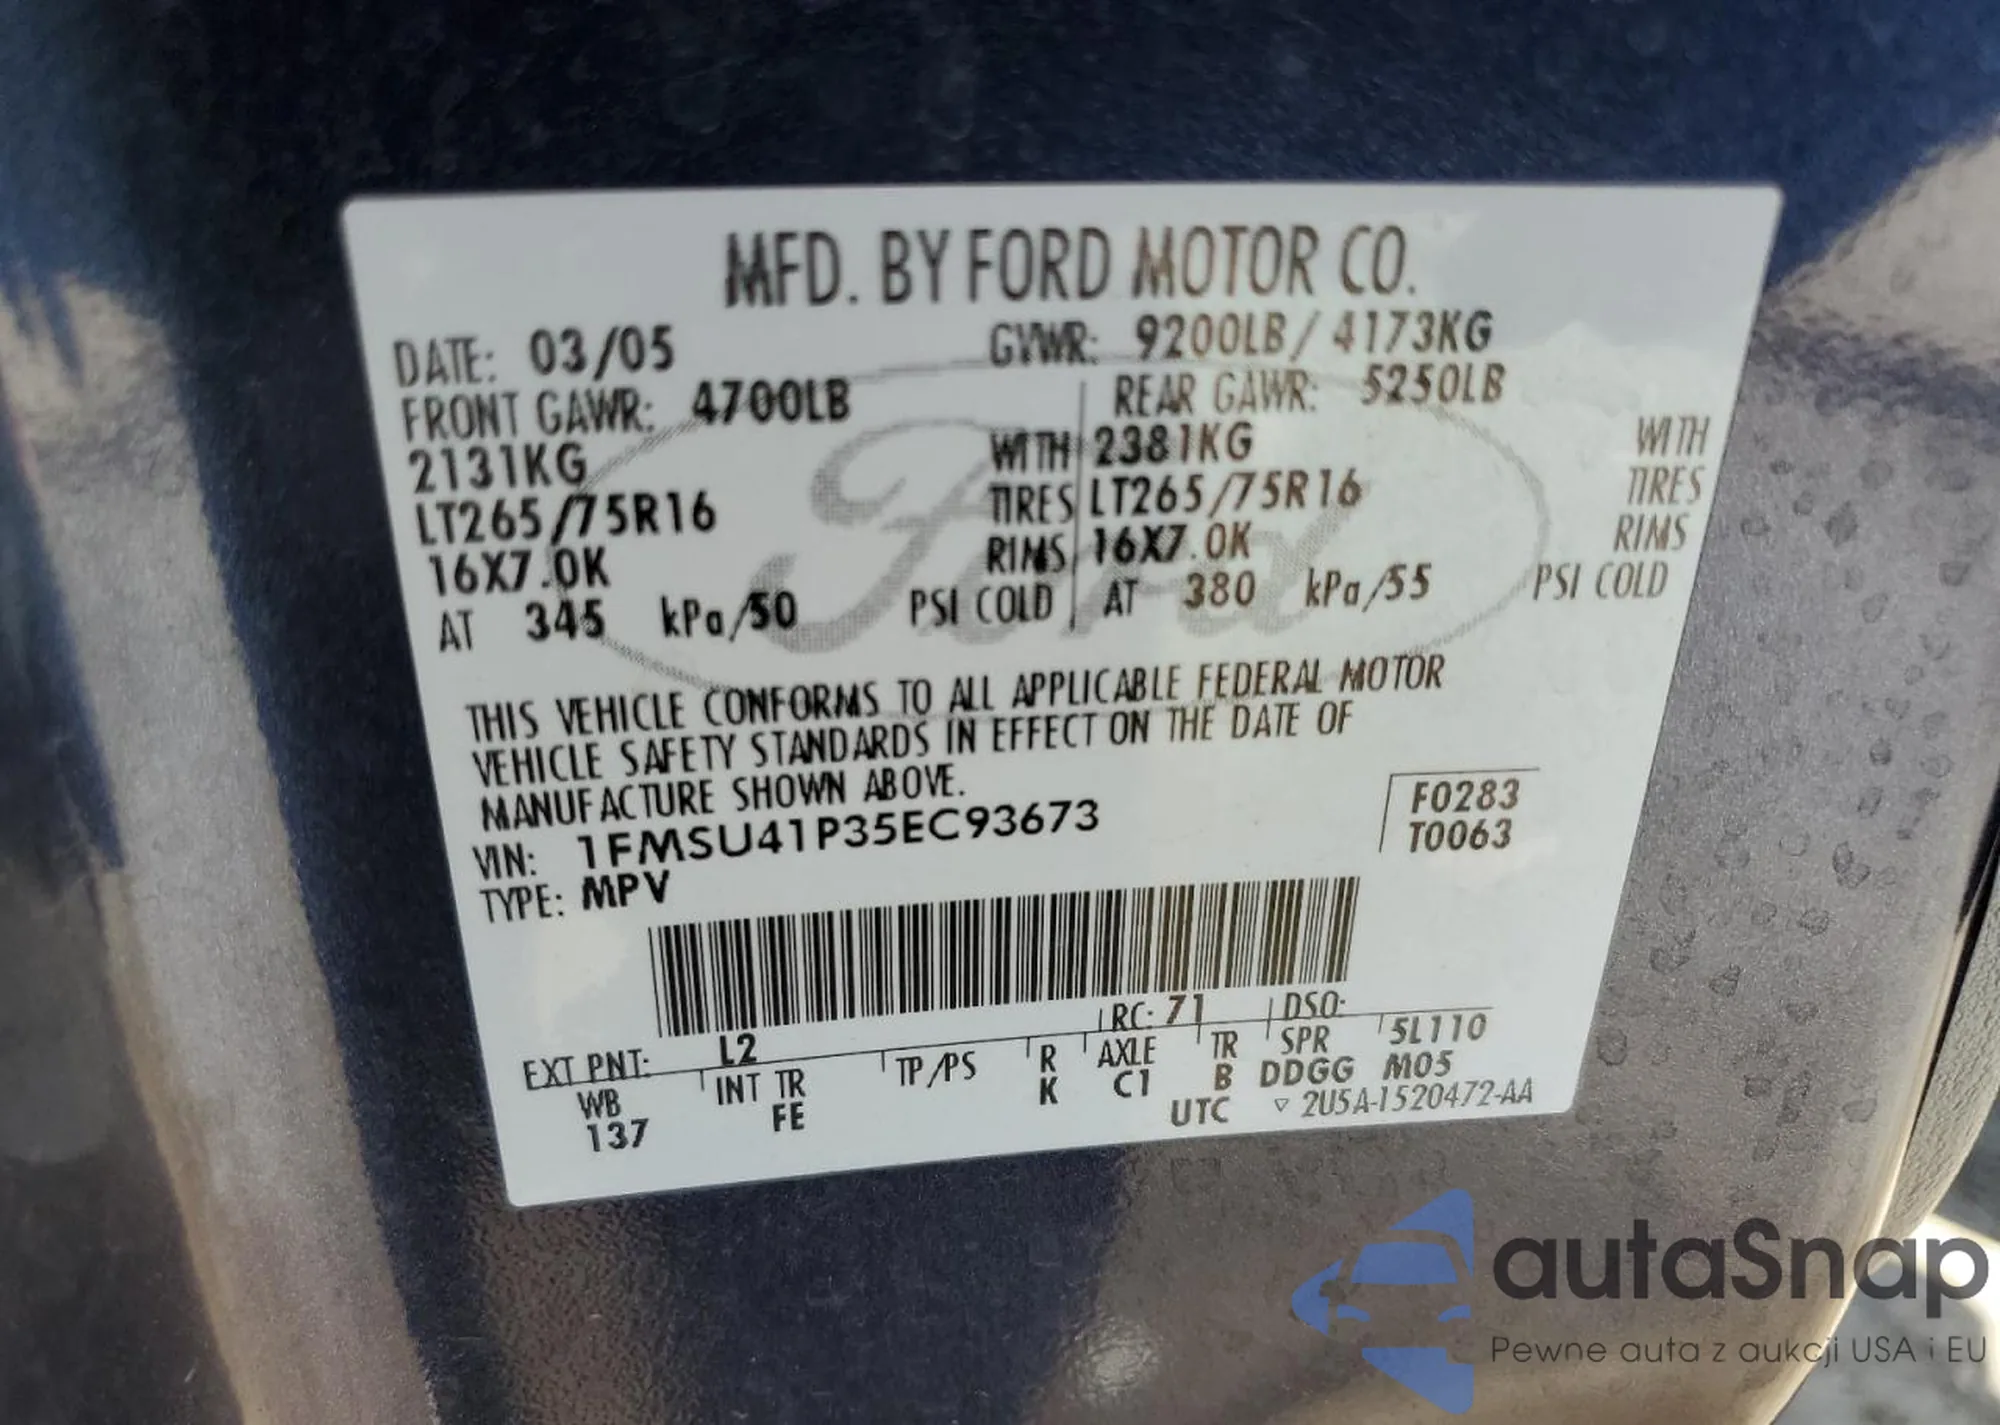 MFD. BY FORD MOTOR CO.
DATE: 03/05 GVWR: 9200LB / 4173KG
FRONT GAWR: 4700LB REAR GAWR: 5250LB
2131KG WITH 2381KG WITH
LT265/75R16 TIRES LT265/75R16 TIRES
16X7.0K RIMS 16X7.0K RIMS
AT 345 kPa/50 PSI COLD AT 380 kPa/55 PSI COLD
Ford
THIS VEHICLE CONFORMS TO ALL APPLICABLE FEDERAL MOTOR
VEHICLE SAFETY STANDARDS IN EFFECT ON THE DATE OF
MANUFACTURE SHOWN ABOVE.
VIN: 1FMSU41P35EC93673 F0283
TYPE: MPV T0063
EXT PNT: L2 RC: 71 DSO:
WB INT TR TP/PS R AXLE TR SPR 5L110
137 FE K C1 B DDGG M05
UTC ▽ 2U5A-1520472-AA
autaSnap
Pewne auta z aukcji USA i EU